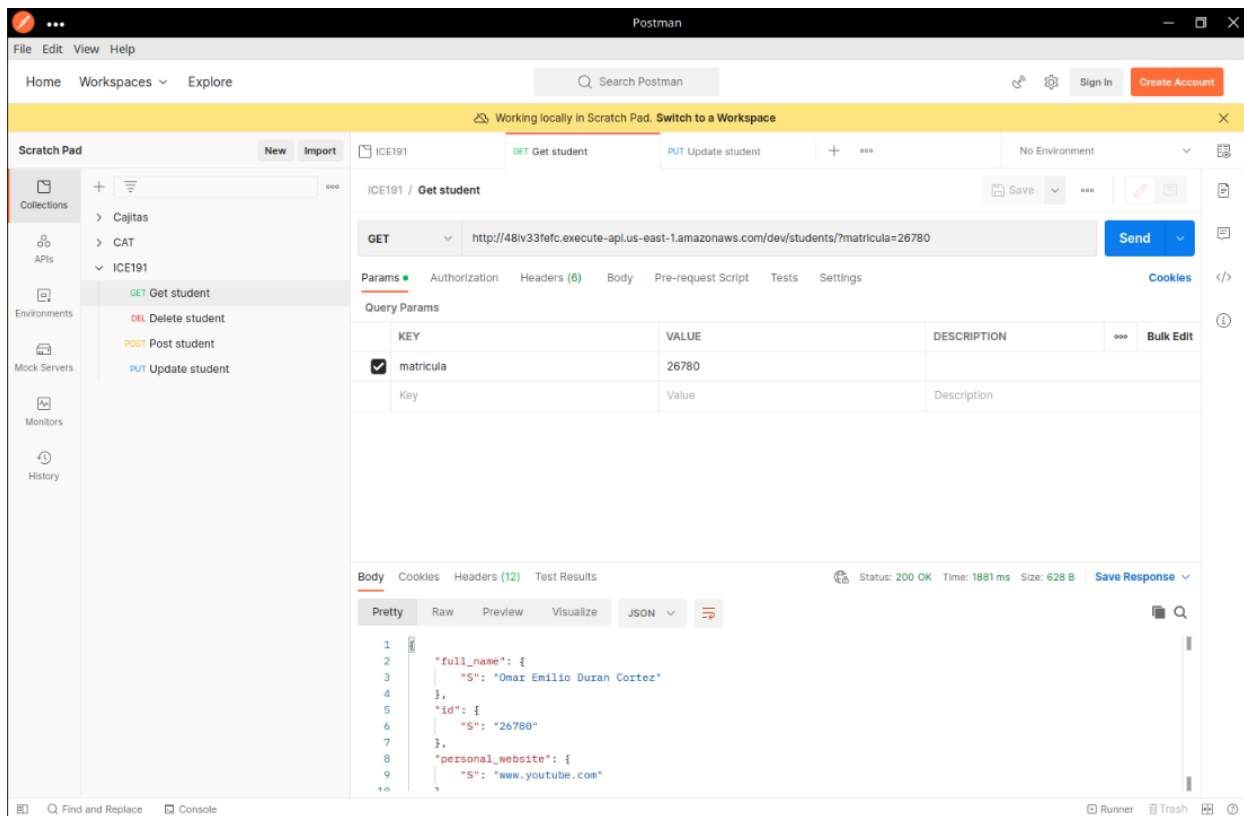 Postman
File Edit View Help
Home Workspaces Explore Search Postman Sign In Create Account
Working locally in Scratch Pad. Switch to a Workspace
Scratch Pad New Import ICE191 GET Get student PUT Update student No Environment
Collections
APIs
Environments
Mock Servers
Monitors
History
Cajitas
CAT
ICE191
GET Get student
DEL Delete student
POST Post student
PUT Update student
ICE191 / Get student Save
GET http://48iv33fefc.execute-api.us-east-1.amazonaws.com/dev/students/?matricula=26780 Send
Params Authorization Headers (6) Body Pre-request Script Tests Settings Cookies
Query Params
KEY VALUE DESCRIPTION Bulk Edit
matricula 26780
Key Value Description
Body Cookies Headers (12) Test Results Status: 200 OK Time: 1881 ms Size: 628 B Save Response
Pretty Raw Preview Visualize JSON
1 {
2 "full_name": {
3 "S": "Omar Emilio Duran Cortez"
4 },
5 "id": {
6 "S": "26780"
7 },
8 "personal_website": {
9 "S": "www.youtube.com"
10 }
Find and Replace Console Runner Trash